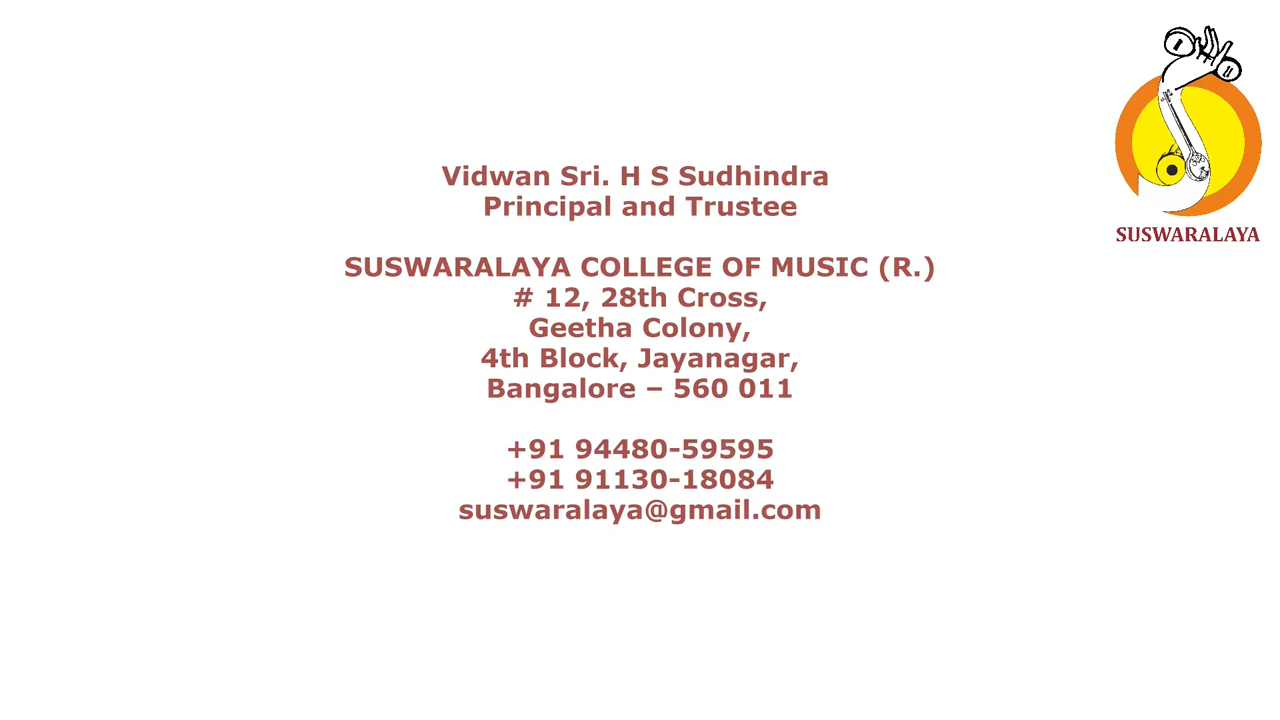 Vidwan Sri. H S Sudhindra
Principal and Trustee
SUSWARALAYA COLLEGE OF MUSIC (R.)
# 12, 28th Cross,
Geetha Colony,
4th Block, Jayanagar,
Bangalore – 560 011
+91 94480-59595
+91 91130-18084
suswaralaya@gmail.com
SUSWARALAYA